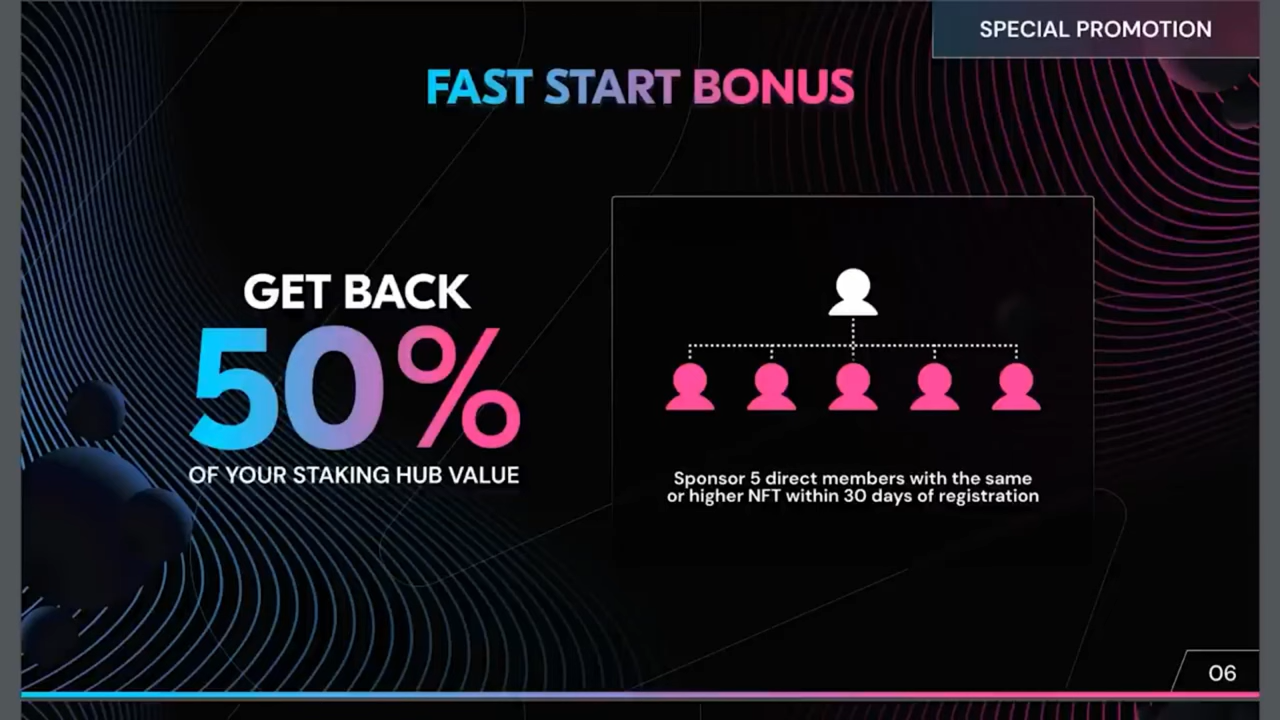 SPECIAL PROMOTION
FAST START BONUS
GET BACK
50%
OF YOUR STAKING HUB VALUE
Sponsor 5 direct members with the same
or higher NFT within 30 days of registration
06